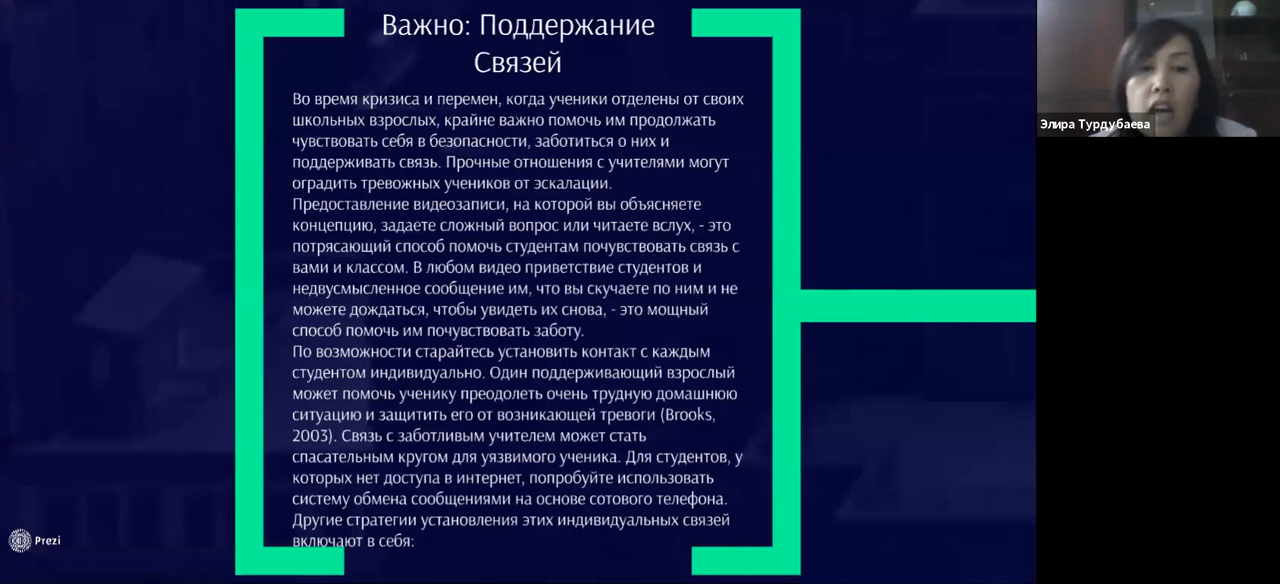 Важно: Поддержание
Связей
Во время кризиса и перемен, когда ученики отделены от своих
школьных взрослых, крайне важно помочь им продолжать
чувствовать себя в безопасности, заботиться о них и
поддерживать связь. Прочные отношения с учителями могут
оградить тревожных учеников от эскалации.
Предоставление видеозаписи, на которой вы объясняете
концепцию, задаете сложный вопрос или читаете вслух, - это
потрясающий способ помочь студентам почувствовать связь с
вами и классом. В любом видео приветствие студентов и
недвусмысленное сообщение им, что вы скучаете по ним и не
можете дождаться, чтобы увидеть их снова, - это мощный
способ помочь им почувствовать заботу.
По возможности старайтесь установить контакт с каждым
студентом индивидуально. Один поддерживающий взрослый
может помочь ученику преодолеть очень трудную домашнюю
ситуацию и защитить его от возникающей тревоги (Brooks,
2003). Связь с заботливым учителем может стать
спасательным кругом для уязвимого ученика. Для студентов, у
которых нет доступа в интернет, попробуйте использовать
систему обмена сообщениями на основе сотового телефона.
Другие стратегии установления этих индивидуальных связей
включают в себя:
Prezi
Элира Турдубаева